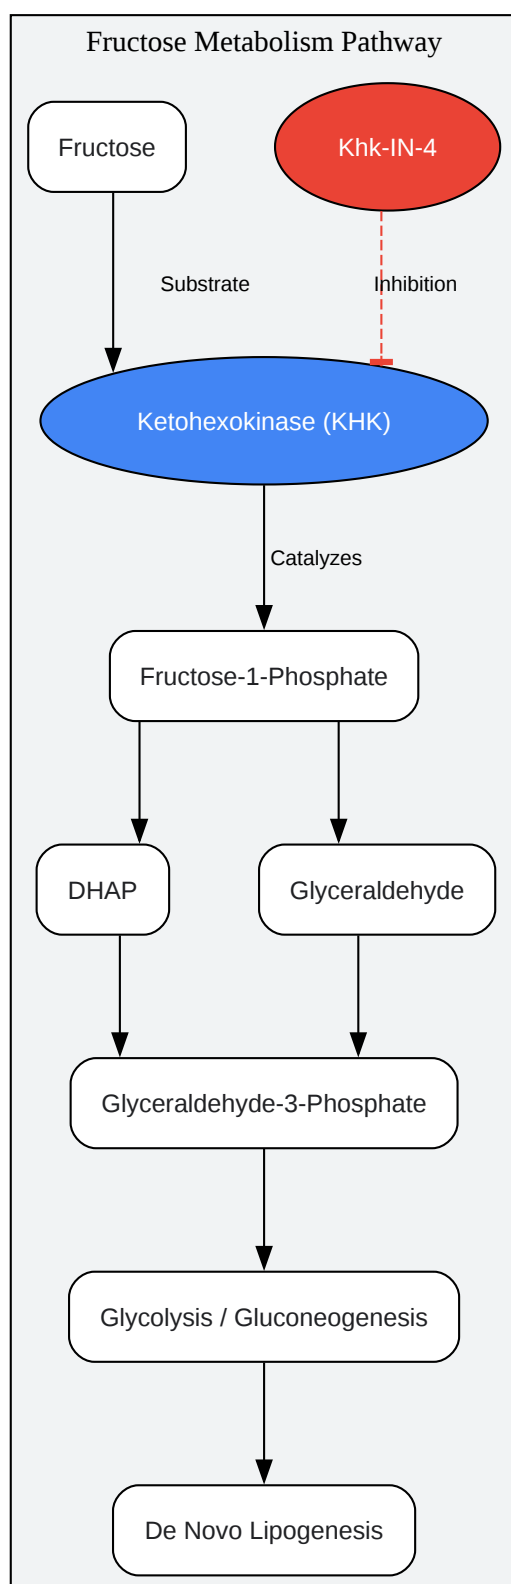 Fructose Metabolism Pathway
Fructose
Khk-IN-4
Substrate
Inhibition
Ketohexokinase (KHK)
Catalyzes
Fructose-1-Phosphate
DHAP
Glyceraldehyde
Glyceraldehyde-3-Phosphate
Glycolysis / Gluconeogenesis
De Novo Lipogenesis